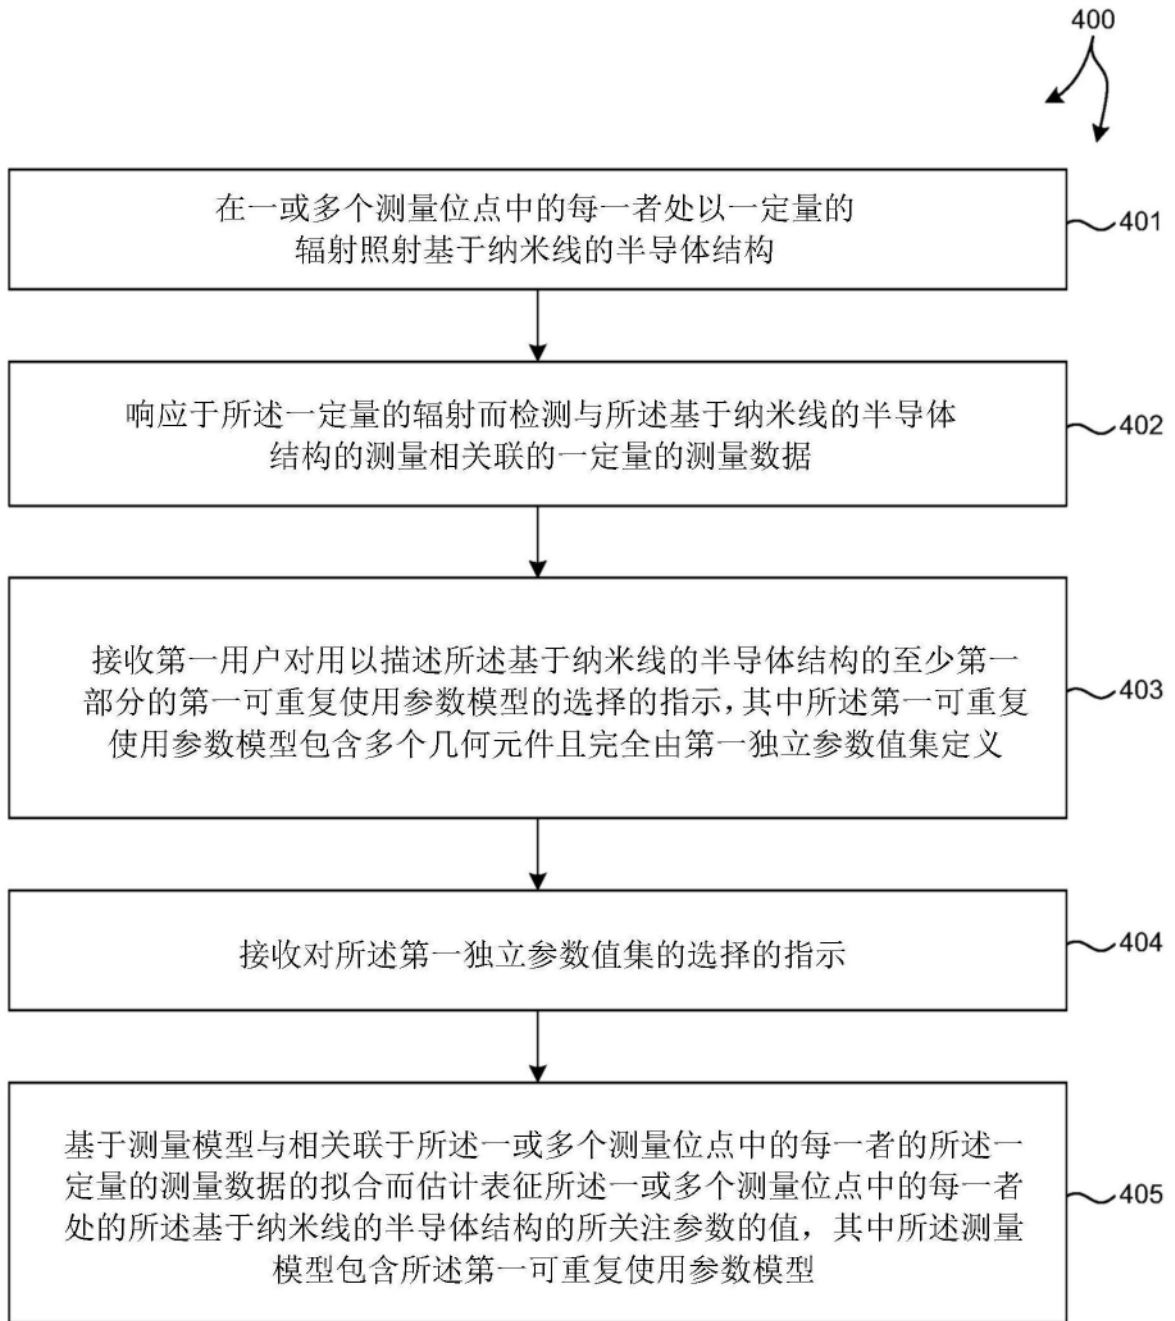 400
在一或多个测量位点中的每一者处以一定量的
辐射照射基于纳米线的半导体结构
401
响应于所述一定量的辐射而检测与所述基于纳米线的半导体
结构的测量相关联的一定量的测量数据
402
接收第一用户对用以描述所述基于纳米线的半导体结构的至少第一
部分的第一可重复使用参数模型的选择的指示，其中所述第一可重复
使用参数模型包含多个几何元件且完全由第一独立参数值集定义
403
接收对所述第一独立参数值集的选择的指示
404
基于测量模型与相关联于所述一或多个测量位点中的每一者的所述一
定量的测量数据的拟合而估计表征所述一或多个测量位点中的每一者
处的所述基于纳米线的半导体结构的所关注参数的值，其中所述测量
模型包含所述第一可重复使用参数模型
405